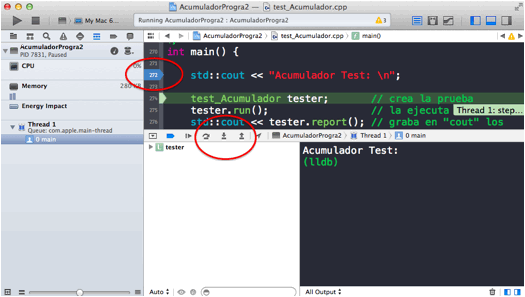 AcumuladorProgra2 ) test_Acumulador.cpp
My Mac 6...
Running AcumuladorProgra2 : AcumuladorProgra2
3
AcumuladorProgra2
PID 7831, Paused
CPU 0%
Memory 280 KB
Energy Impact
Thread 1
Queue: com.apple.main-thread
0 main
AcumuladorProgra2 test_Acumulador.cpp main()
270 int main() {
271
272 std::cout << "Acumulador Test: \n";
273
274 test_Acumulador tester; // crea la prueba
275 tester.run(); // la ejecuta Thread 1: step...
276 std::cout << tester.report(); // graba en "cout" los
AcumuladorProgra2 Thread 1 0 main
tester
Acumulador Test:
(lldb)
Auto
All Output